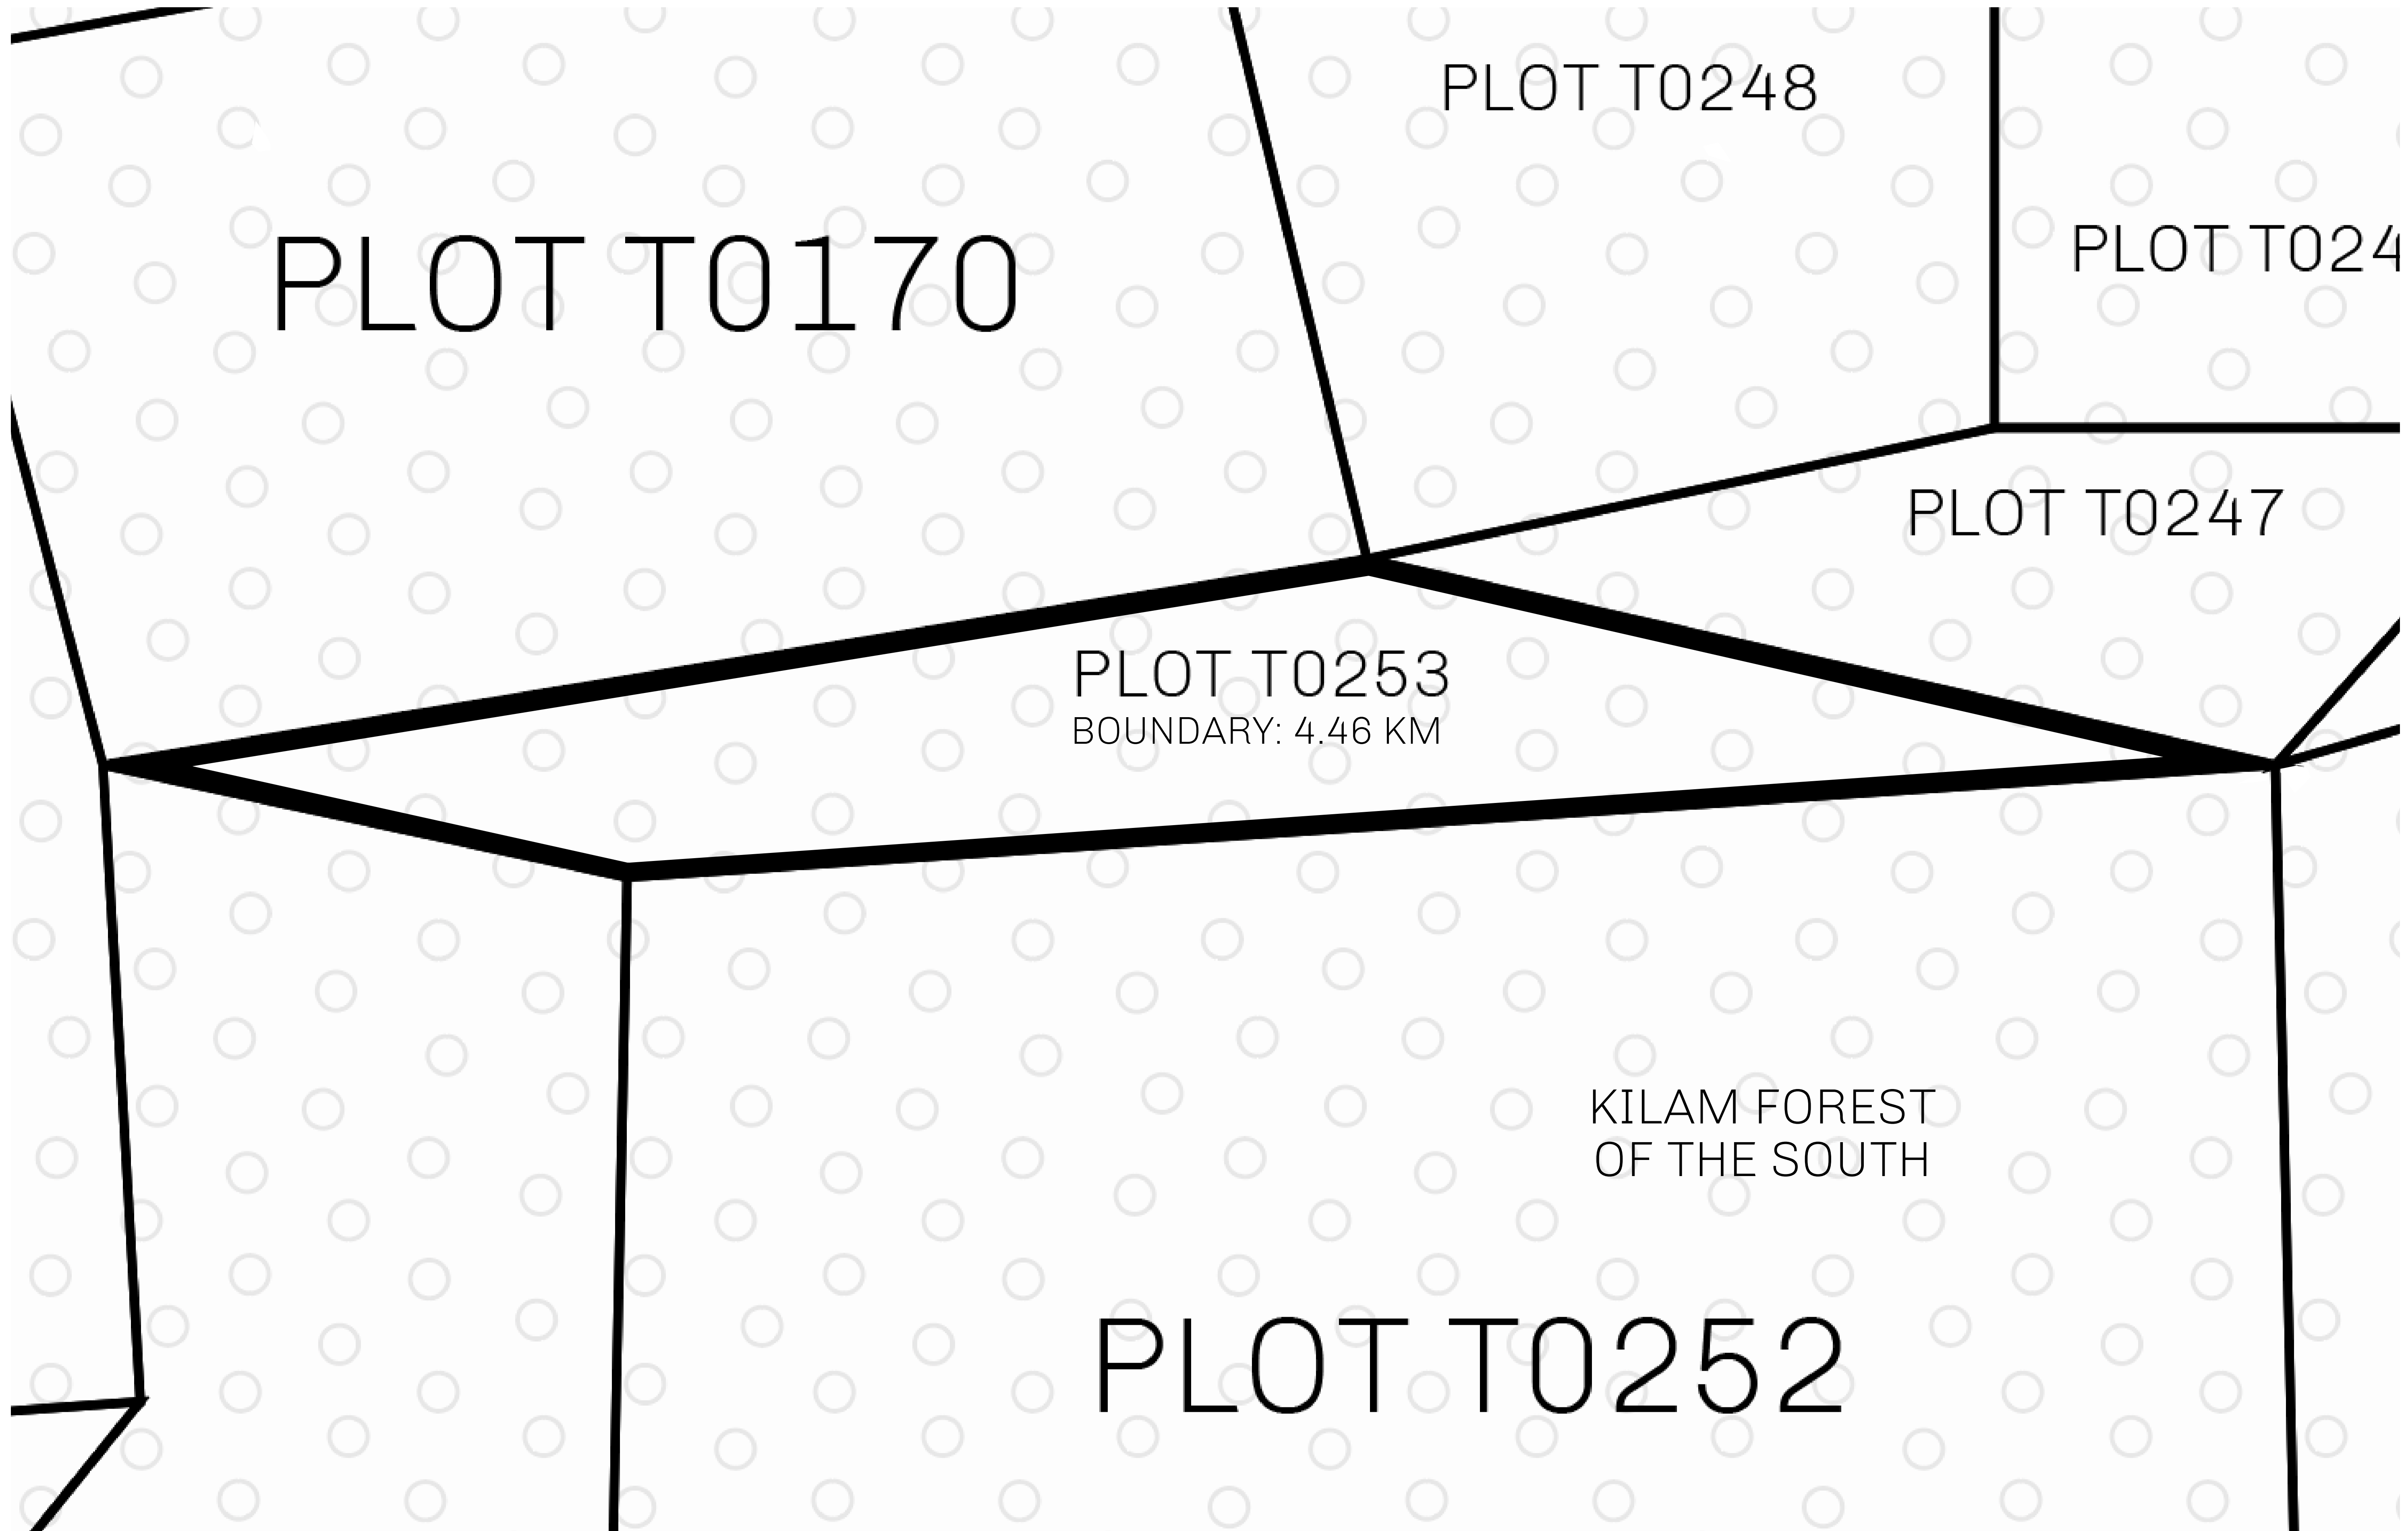 PLOT T0248
PLOT T024
PLOT T0170
PLOT T0247
PLOT T0253
BOUNDARY: 4.46 KM
KILAM FOREST
OF THE SOUTH
PLOT T0252